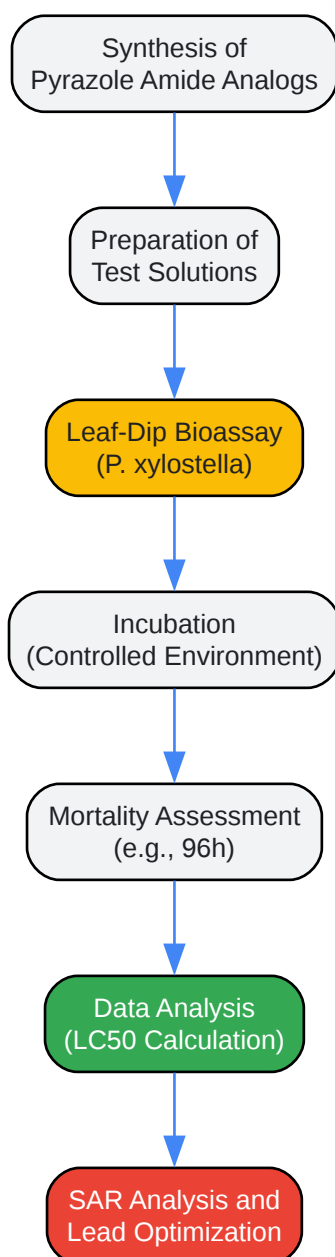 Synthesis of
Pyrazole Amide Analogs
Preparation of
Test Solutions
Leaf-Dip Bioassay
(P. xylostella)
Incubation
(Controlled Environment)
Mortality Assessment
(e.g., 96h)
Data Analysis
(LC50 Calculation)
SAR Analysis and
Lead Optimization